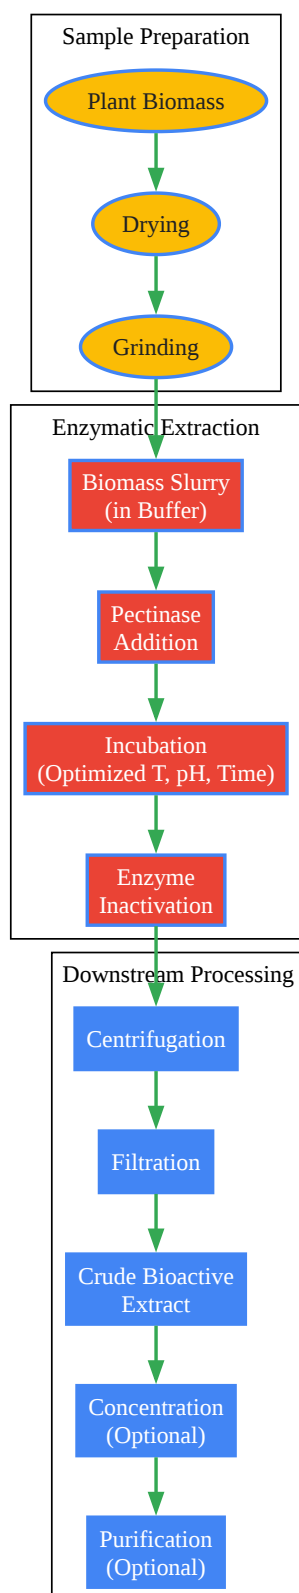 Sample Preparation
Plant Biomass
Drying
Grinding
Enzymatic Extraction
Biomass Slurry
(in Buffer)
Pectinase
Addition
Incubation
(Optimized T, pH, Time)
Enzyme
Inactivation
Downstream Processing
Centrifugation
Filtration
Crude Bioactive
Extract
Concentration
(Optional)
Purification
(Optional)